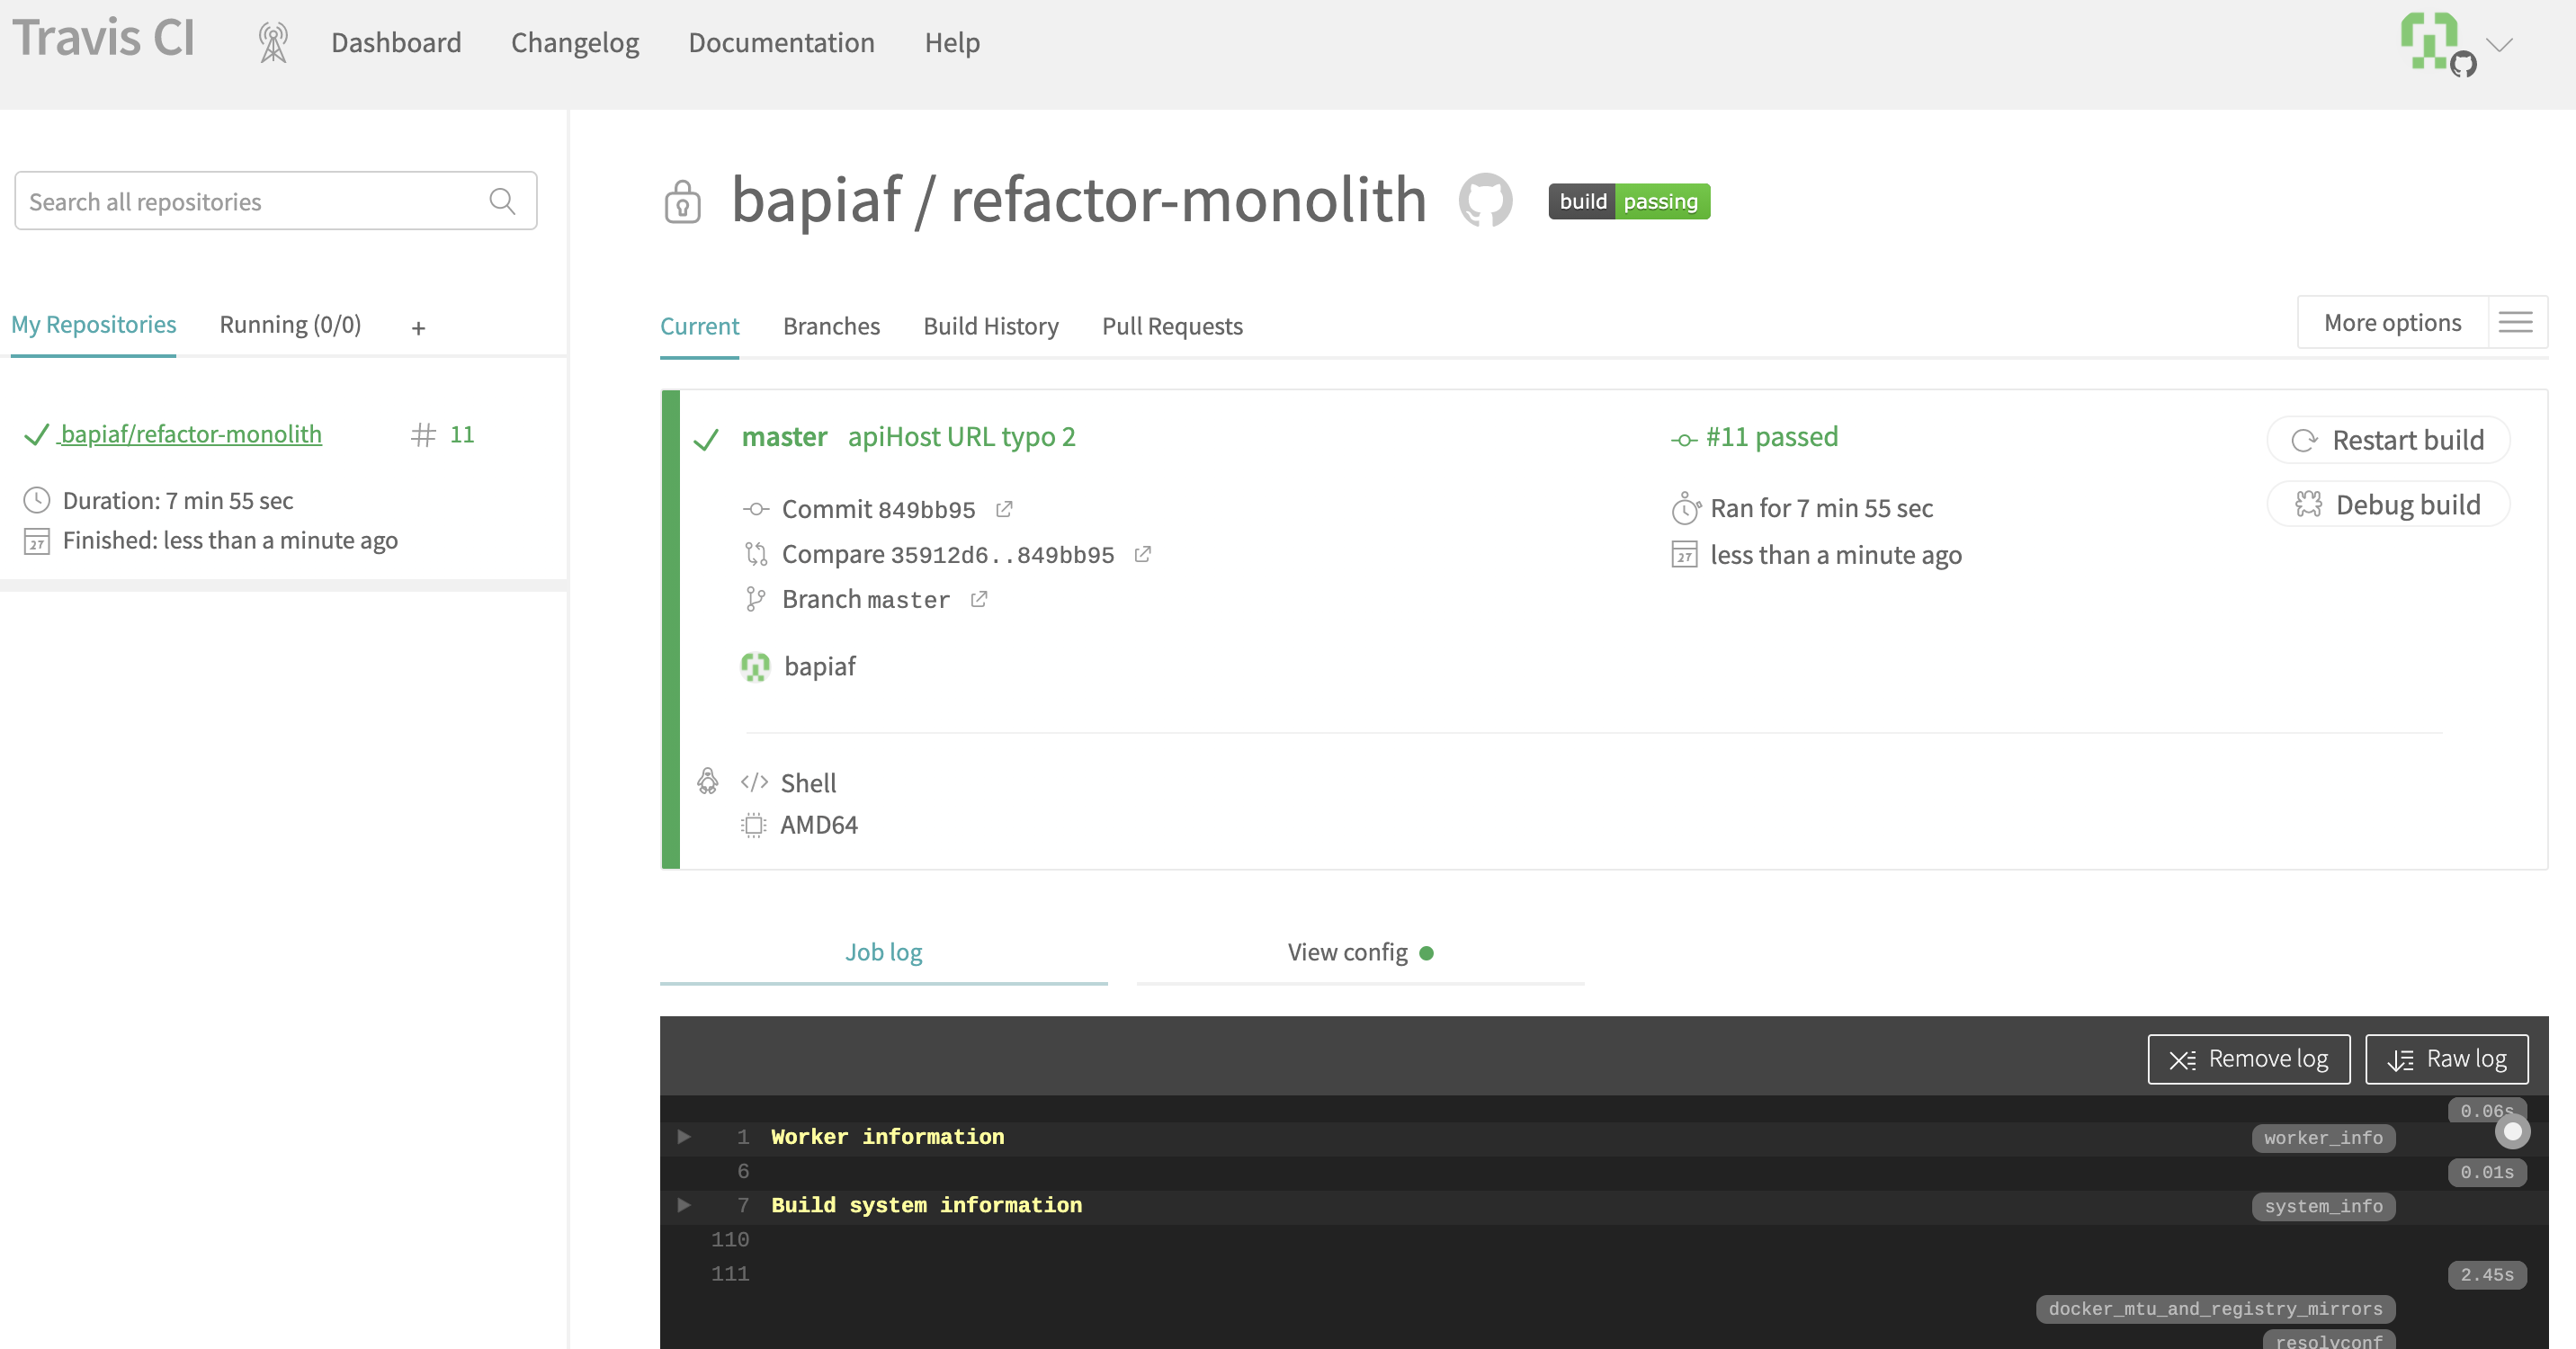 Travis CI
Dashboard
Changelog
Documentation
Help
Search all repositories
My Repositories
Running (0/0)
+
bapiaf/refactor-monolith
# 11
Duration: 7 min 55 sec
27
Finished: less than a minute ago
bapiaf / refactor-monolith
build passing
Current
Branches
Build History
Pull Requests
More options
master apiHost URL typo 2
Commit 849bb95
Compare 35912d6..849bb95
Branch master
bapiaf
#11 passed
Ran for 7 min 55 sec
27
less than a minute ago
Restart build
Debug build
</> Shell
AMD64
Job log
View config
Remove log
Raw log
0.06s
1 Worker information
worker_info
6
0.01s
7 Build system information
system_info
110
111
2.45s
docker_mtu_and_registry_mirrors
resolvconf